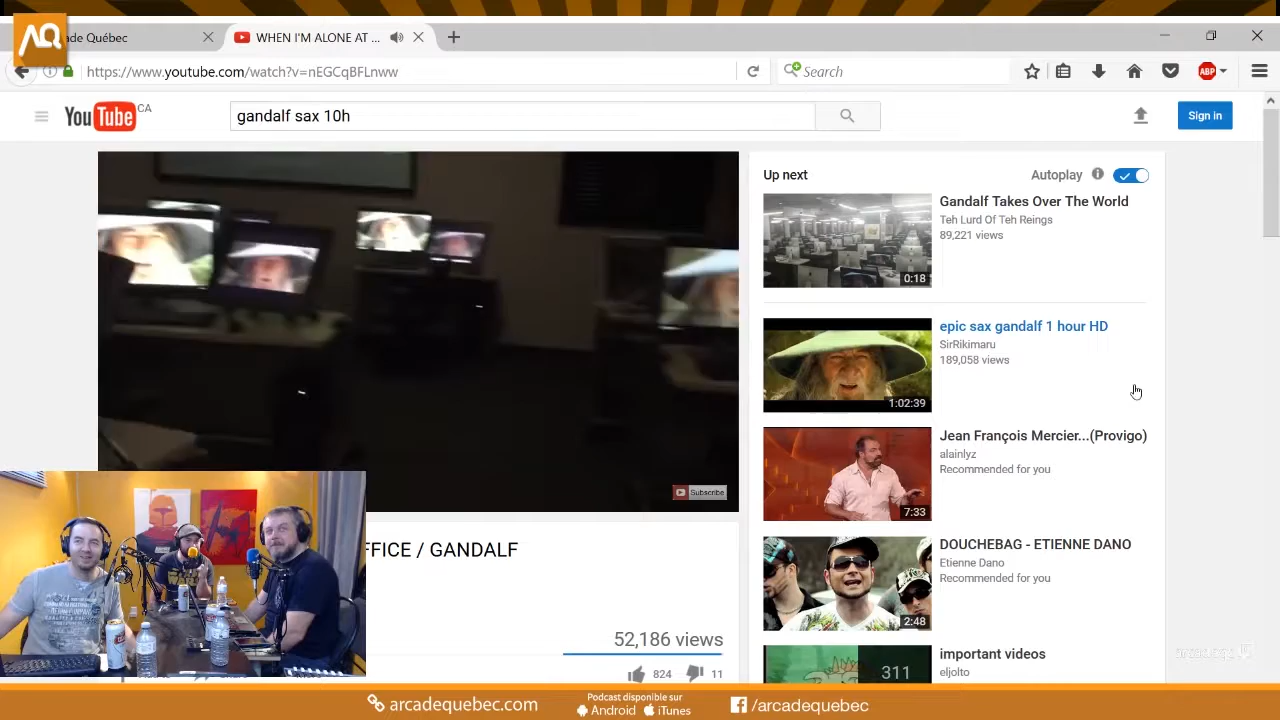 AQ
ade Québec
WHEN I'M ALONE AT ...
https://www.youtube.com/watch?v=nEGCqBFLnww
Search
ABP
YouTube CA
gandalf sax 10h
Sign in
Up next
Autoplay
Gandalf Takes Over The World
Teh Lurd Of Teh Reings
89,221 views
0:18
epic sax gandalf 1 hour HD
SirRikimaru
189,058 views
1:02:39
Jean François Mercier...(Provigo)
alainlyz
Recommended for you
7:33
Subscribe
FFICE / GANDALF
DOUCHEBAG - ETIENNE DANO
Etienne Dano
Recommended for you
2:48
52,186 views
824
11
important videos
eljolto
311
arcadequebec.com
Podcast disponible sur
Android
iTunes
/arcadequebec